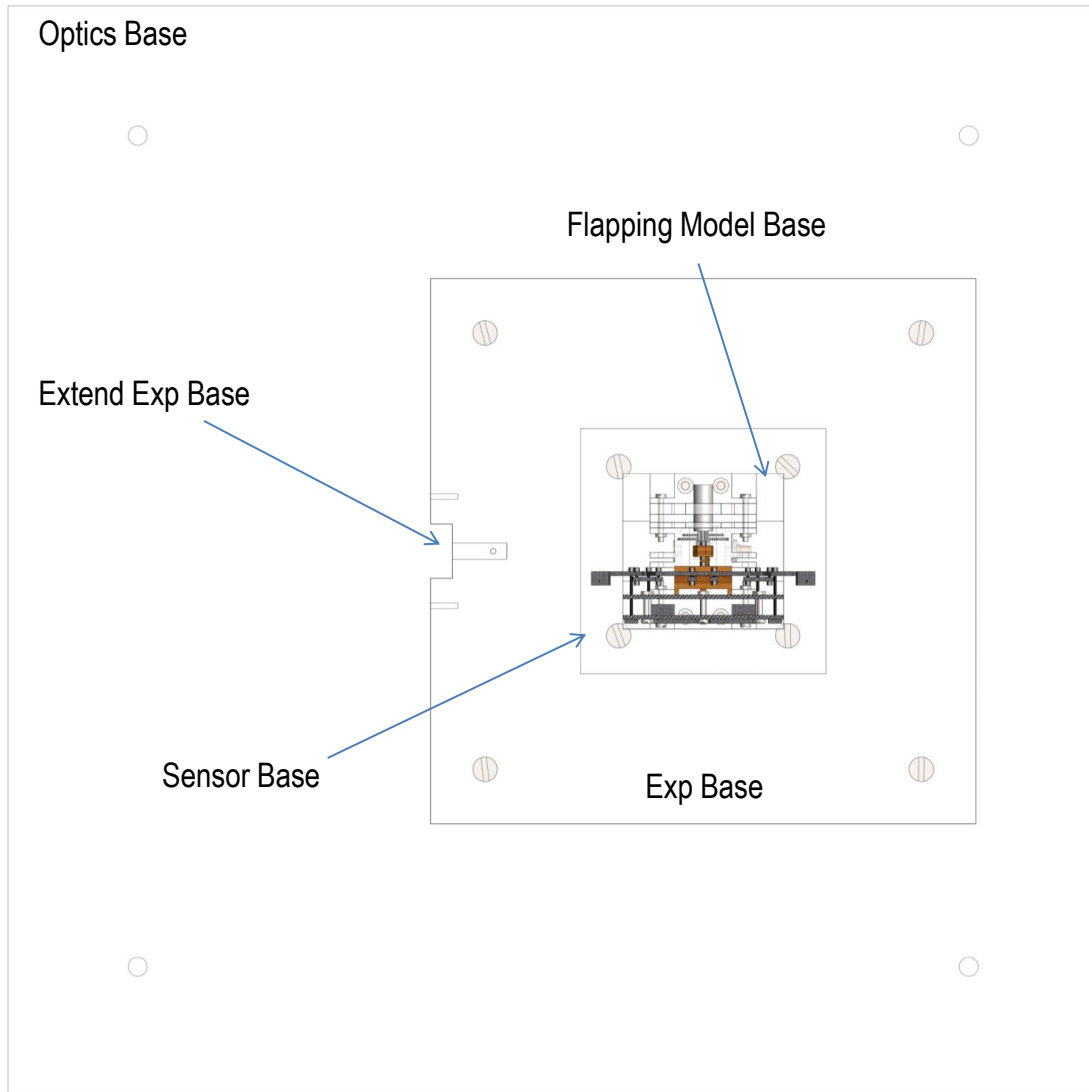 Optics Base
Flapping Model Base
Extend Exp Base
Sensor Base
Exp Base